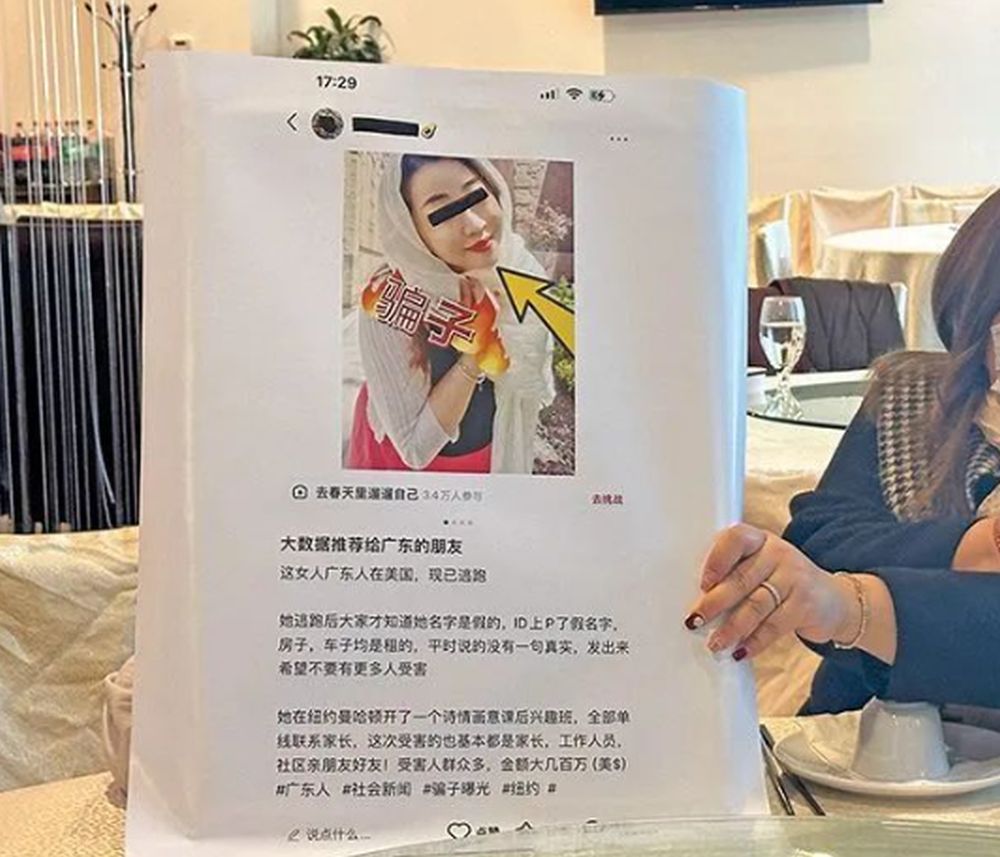 17:29
骗子
去春天里遛遛自己 3.4万人参与
去挑战
大数据推荐给广东的朋友
这女人广东人在美国，现已逃跑
她逃跑后大家才知道她名字是假的，ID上P了假名字，
房子，车子均是租的，平时说的没有一句真实，发出来
希望不要有更多人受害
她在纽约曼哈顿开了一个诗情画意课后兴趣班，全部单
线联系家长，这次受害的也基本都是家长，工作人员，
社区亲朋友好友！受害人群众多，金额大几百万 (美$)
#广东人 #社会新闻 #骗子曝光 #纽约 #
说点什么...
点赞